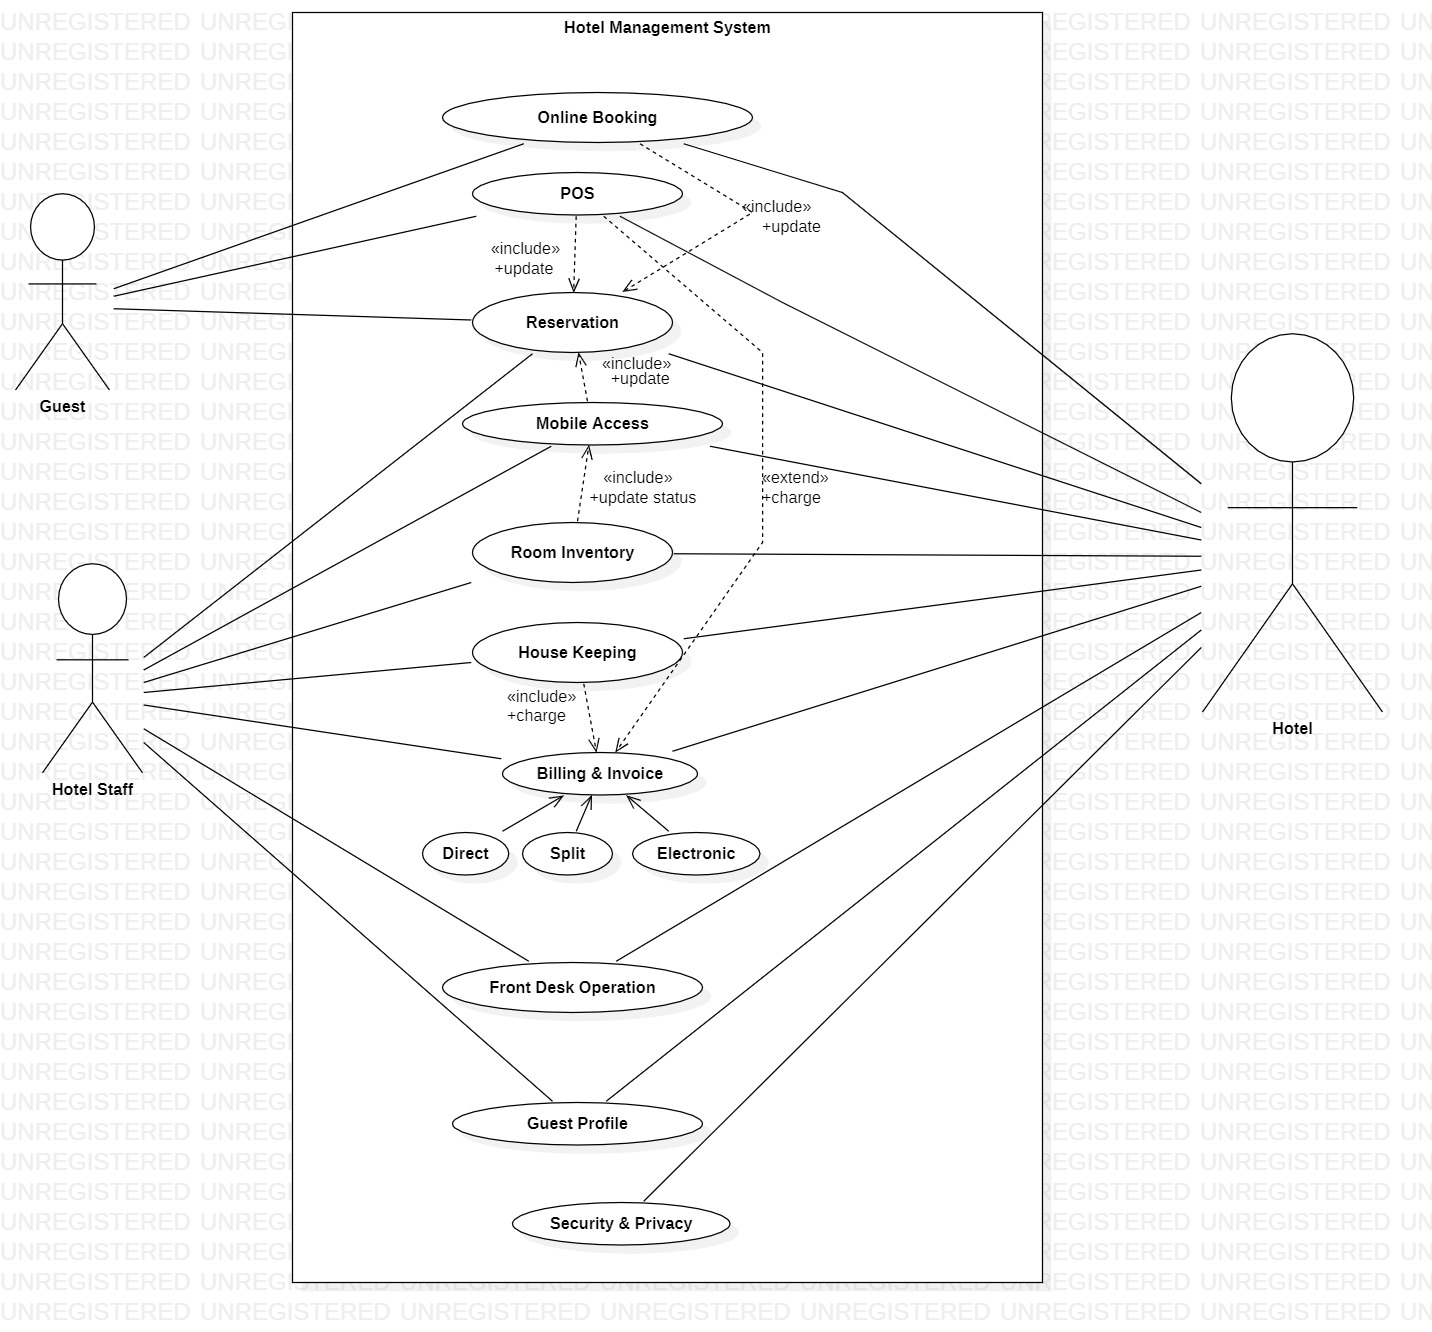 Hotel Management System
Online Booking
POS
«include»
+update
«include»
+update
Reservation
Guest
«include»
+update
Mobile Access
«include»
+update status
«extend»
+charge
Room Inventory
House Keeping
«include»
+charge
Hotel
Billing & Invoice
Hotel Staff
Direct
Split
Electronic
Front Desk Operation
Guest Profile
Security & Privacy
UNREGISTERED UNREGISTERED UNREGISTERED UNREGISTERED UNREGISTERED UNREGISTERED UNREGISTERED UN